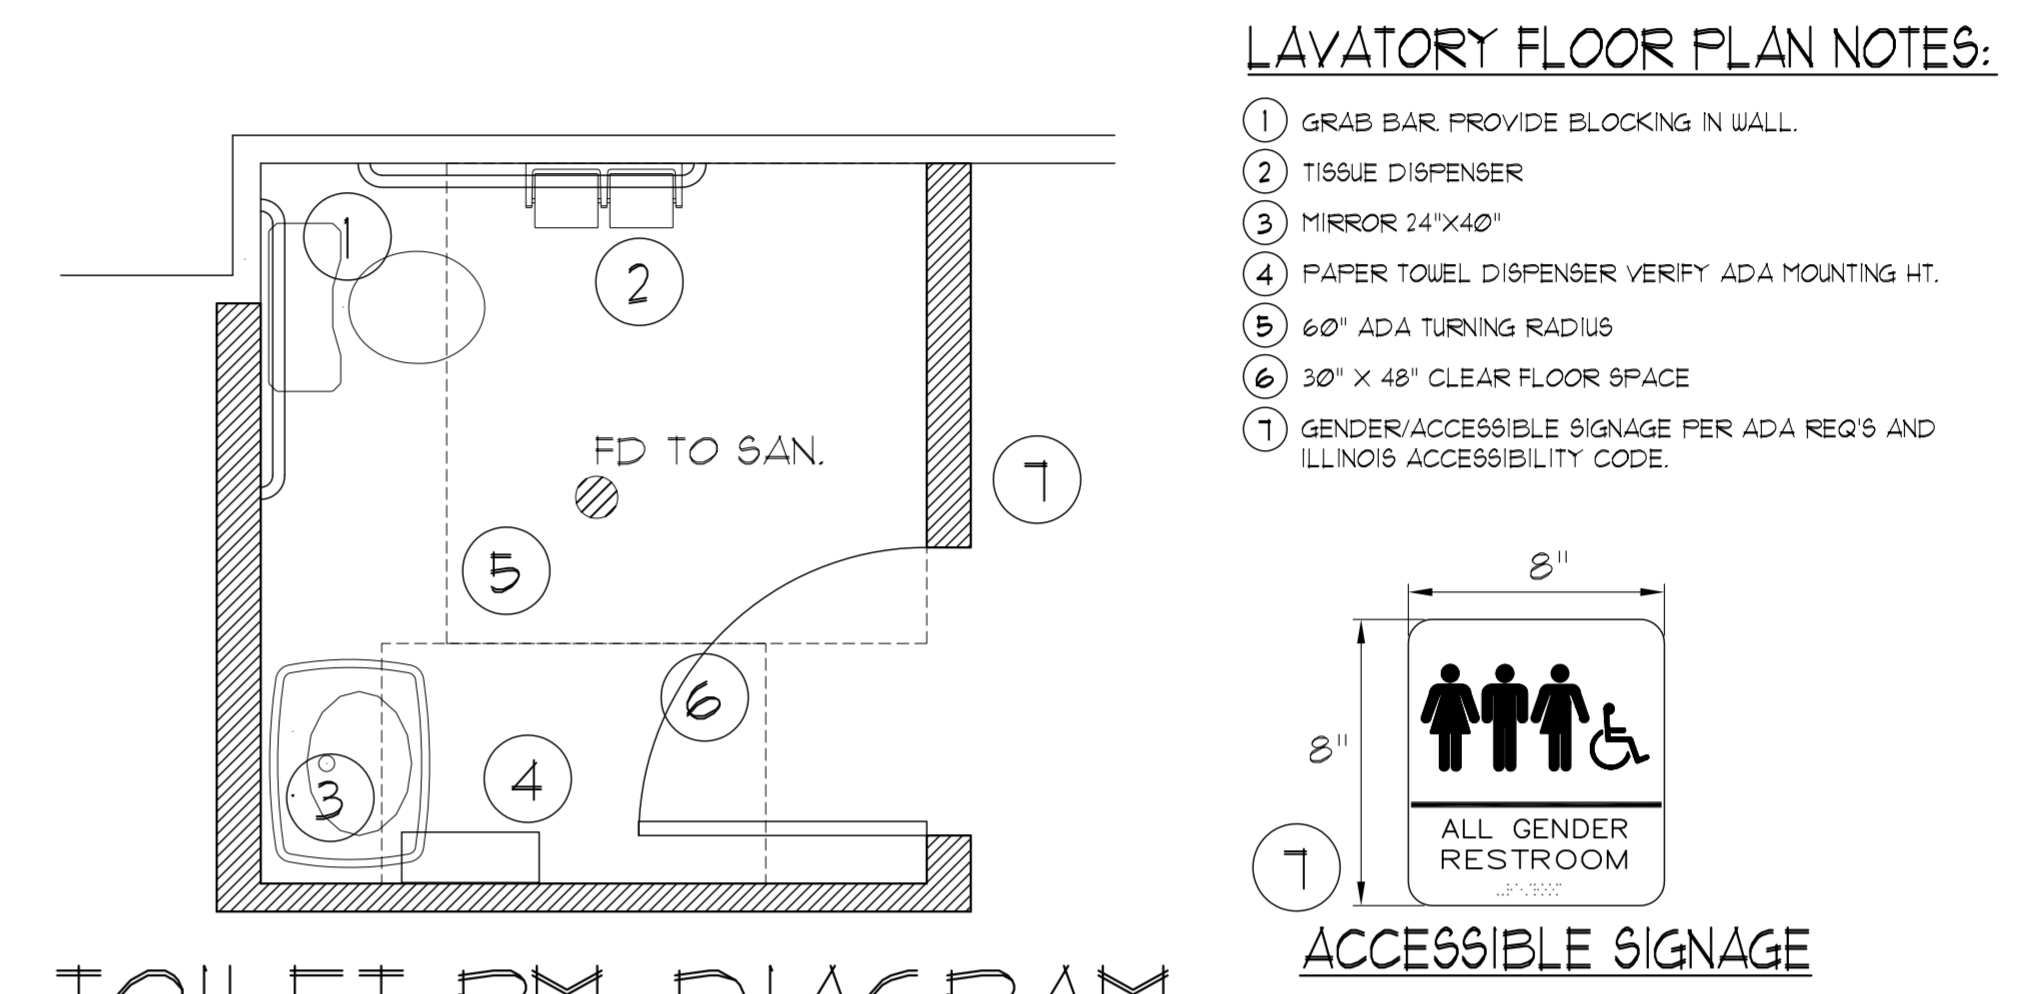 LAVATORY FLOOR PLAN NOTES:
1 GRAB BAR. PROVIDE BLOCKING IN WALL.
2 TISSUE DISPENSER
3 MIRROR 24"X40"
4 PAPER TOWEL DISPENSER VERIFY ADA MOUNTING HT.
5 60" ADA TURNING RADIUS
6 30" X 48" CLEAR FLOOR SPACE
7 GENDER/ACCESSIBLE SIGNAGE PER ADA REQ'S AND
ILLINOIS ACCESSIBILITY CODE.
1
2
FD TO SAN.
7
5
6
4
3
8"
8"
ALL GENDER
RESTROOM
7
ACCESSIBLE SIGNAGE
TOILET RM DIAGRAM